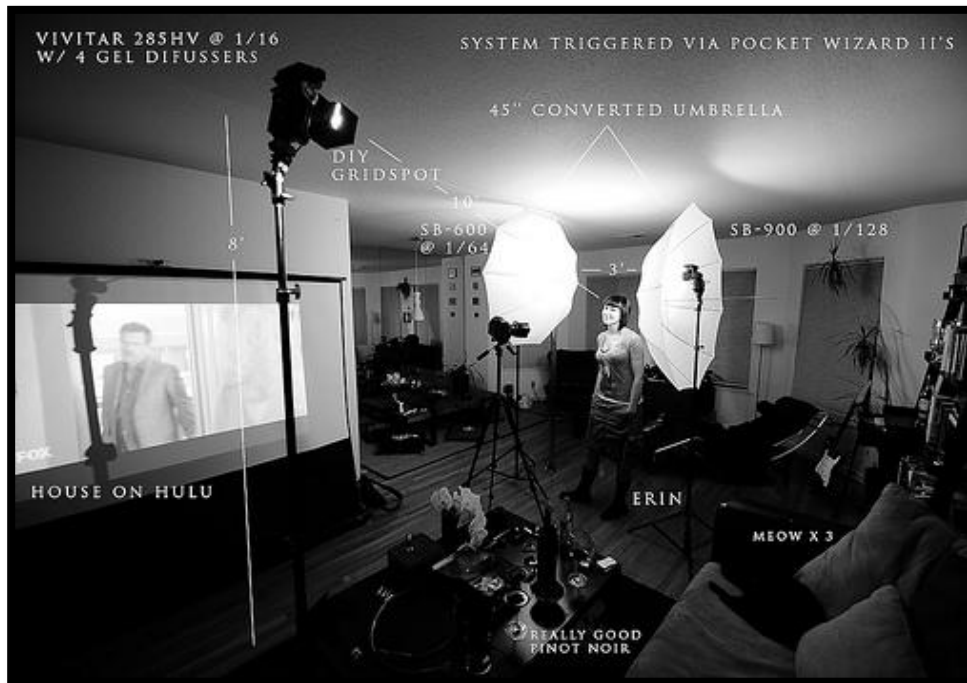 VIVITAR 285HV @ 1/16
W/ 4 GEL DIFUSSERS
SYSTEM TRIGGERED VIA POCKET WIZARD II'S
45" CONVERTED UMBRELLA
DIY
GRIDSPOT
10'
SB-600
@ 1/64
SB-900 @ 1/128
8'
3'
FOX
HOUSE ON HULU
ERIN
MEOW X 3
REALLY GOOD
PINOT NOIR